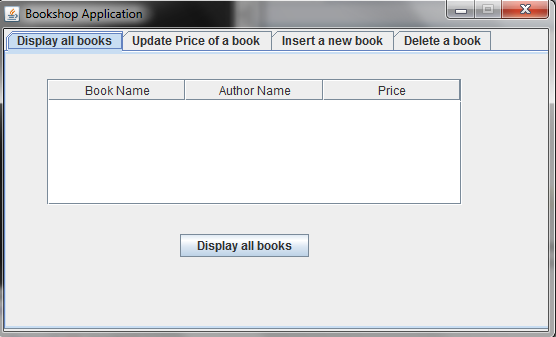 Bookshop Application
Display all books Update Price of a book Insert a new book Delete a book
Book Name Author Name Price
Display all books